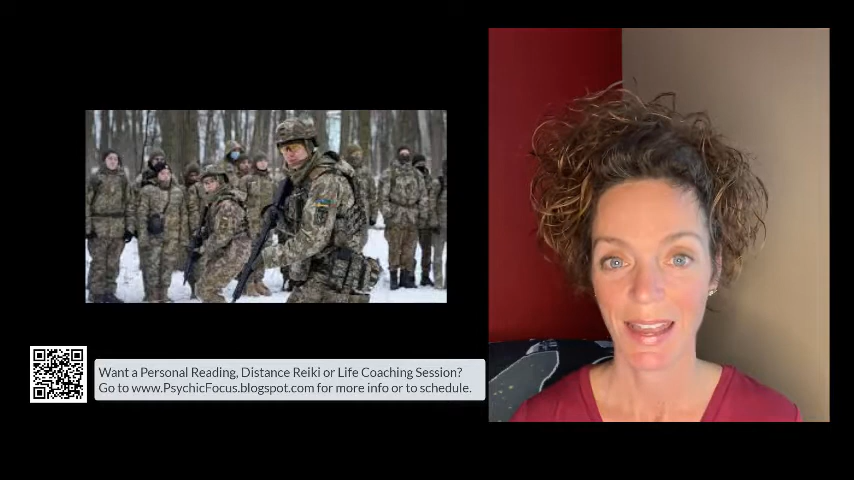 Want a Personal Reading, Distance Reiki or Life Coaching Session?
Go to www.PsychicFocus.blogspot.com for more info or to schedule.